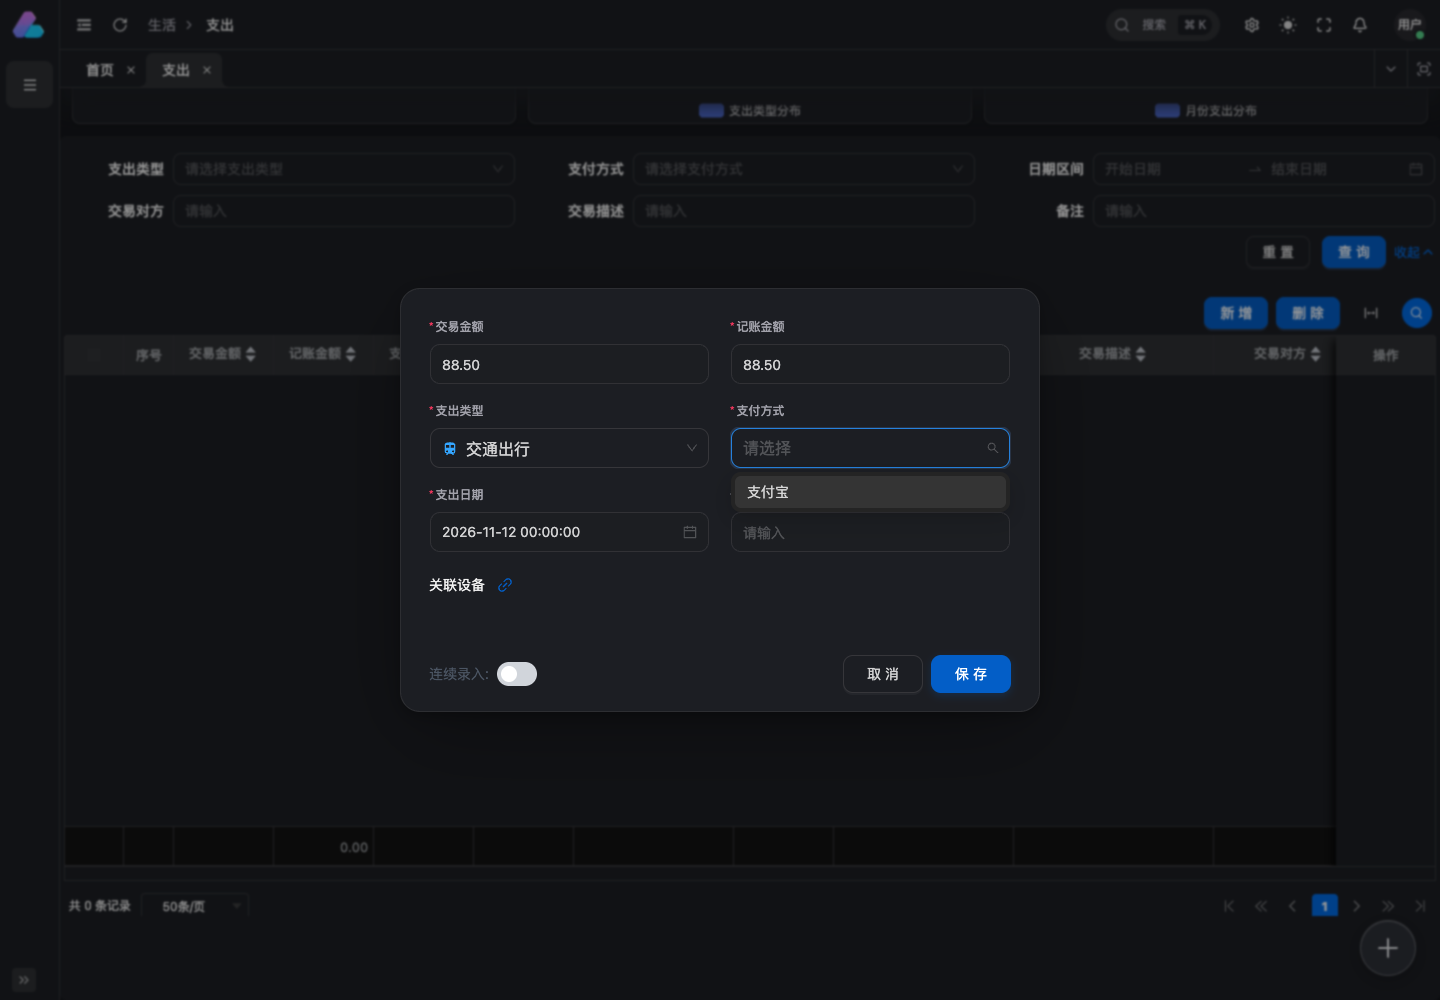 生活 支出
搜索 ⌘ K
用户
首页 支出
支出类型分布
月份支出分布
支出类型 请选择支出类型
支付方式 请选择支付方式
日期区间 开始日期 结束日期
交易对方 请输入
交易描述 请输入
备注 请输入
重 置 查 询 收起
新 增 删 除
序号 交易金额 记账金额 支 交易描述 交易对方 操作
*交易金额 *记账金额
88.50 88.50
*支出类型 *支付方式
交通出行 请选择
支付宝
*支出日期
2026-11-12 00:00:00 请输入
关联设备
连续录入:
取 消 保 存
0.00
共 0 条记录 50条/页
1